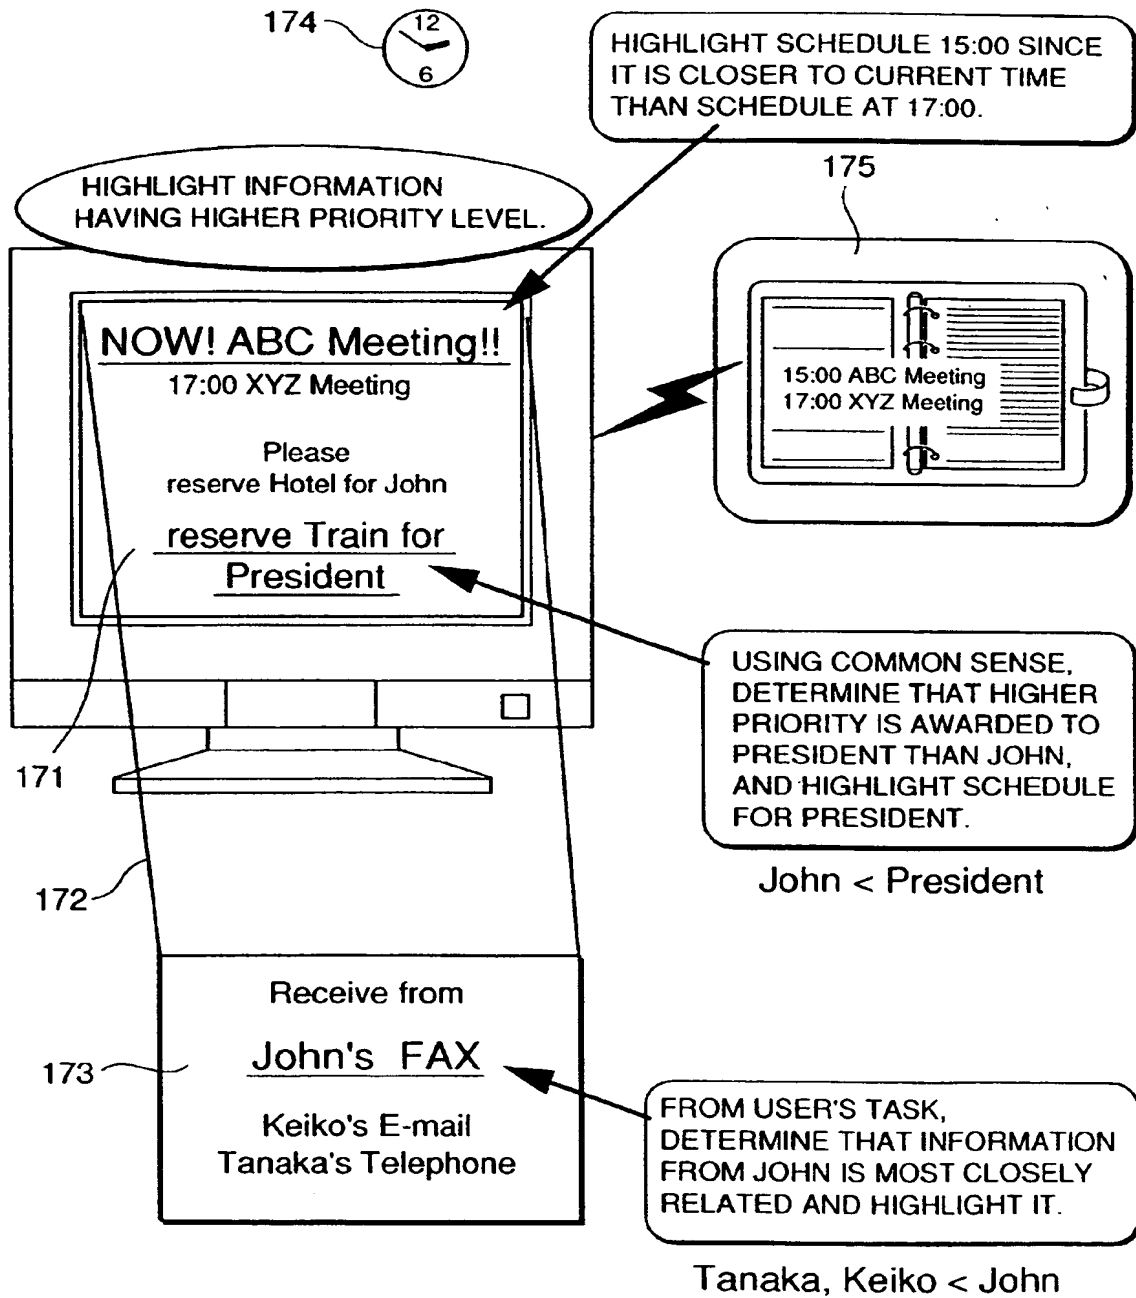 174
12
6
HIGHLIGHT SCHEDULE 15:00 SINCE
IT IS CLOSER TO CURRENT TIME
THAN SCHEDULE AT 17:00.
HIGHLIGHT INFORMATION
HAVING HIGHER PRIORITY LEVEL.
175
NOW! ABC Meeting!!
17:00 XYZ Meeting
Please
reserve Hotel for John
reserve Train for
President
15:00 ABC Meeting
17:00 XYZ Meeting
171
USING COMMON SENSE,
DETERMINE THAT HIGHER
PRIORITY IS AWARDED TO
PRESIDENT THAN JOHN,
AND HIGHLIGHT SCHEDULE
FOR PRESIDENT.
John < President
172
Receive from
John's FAX
Keiko's E-mail
Tanaka's Telephone
173
FROM USER'S TASK,
DETERMINE THAT INFORMATION
FROM JOHN IS MOST CLOSELY
RELATED AND HIGHLIGHT IT.
Tanaka, Keiko < John